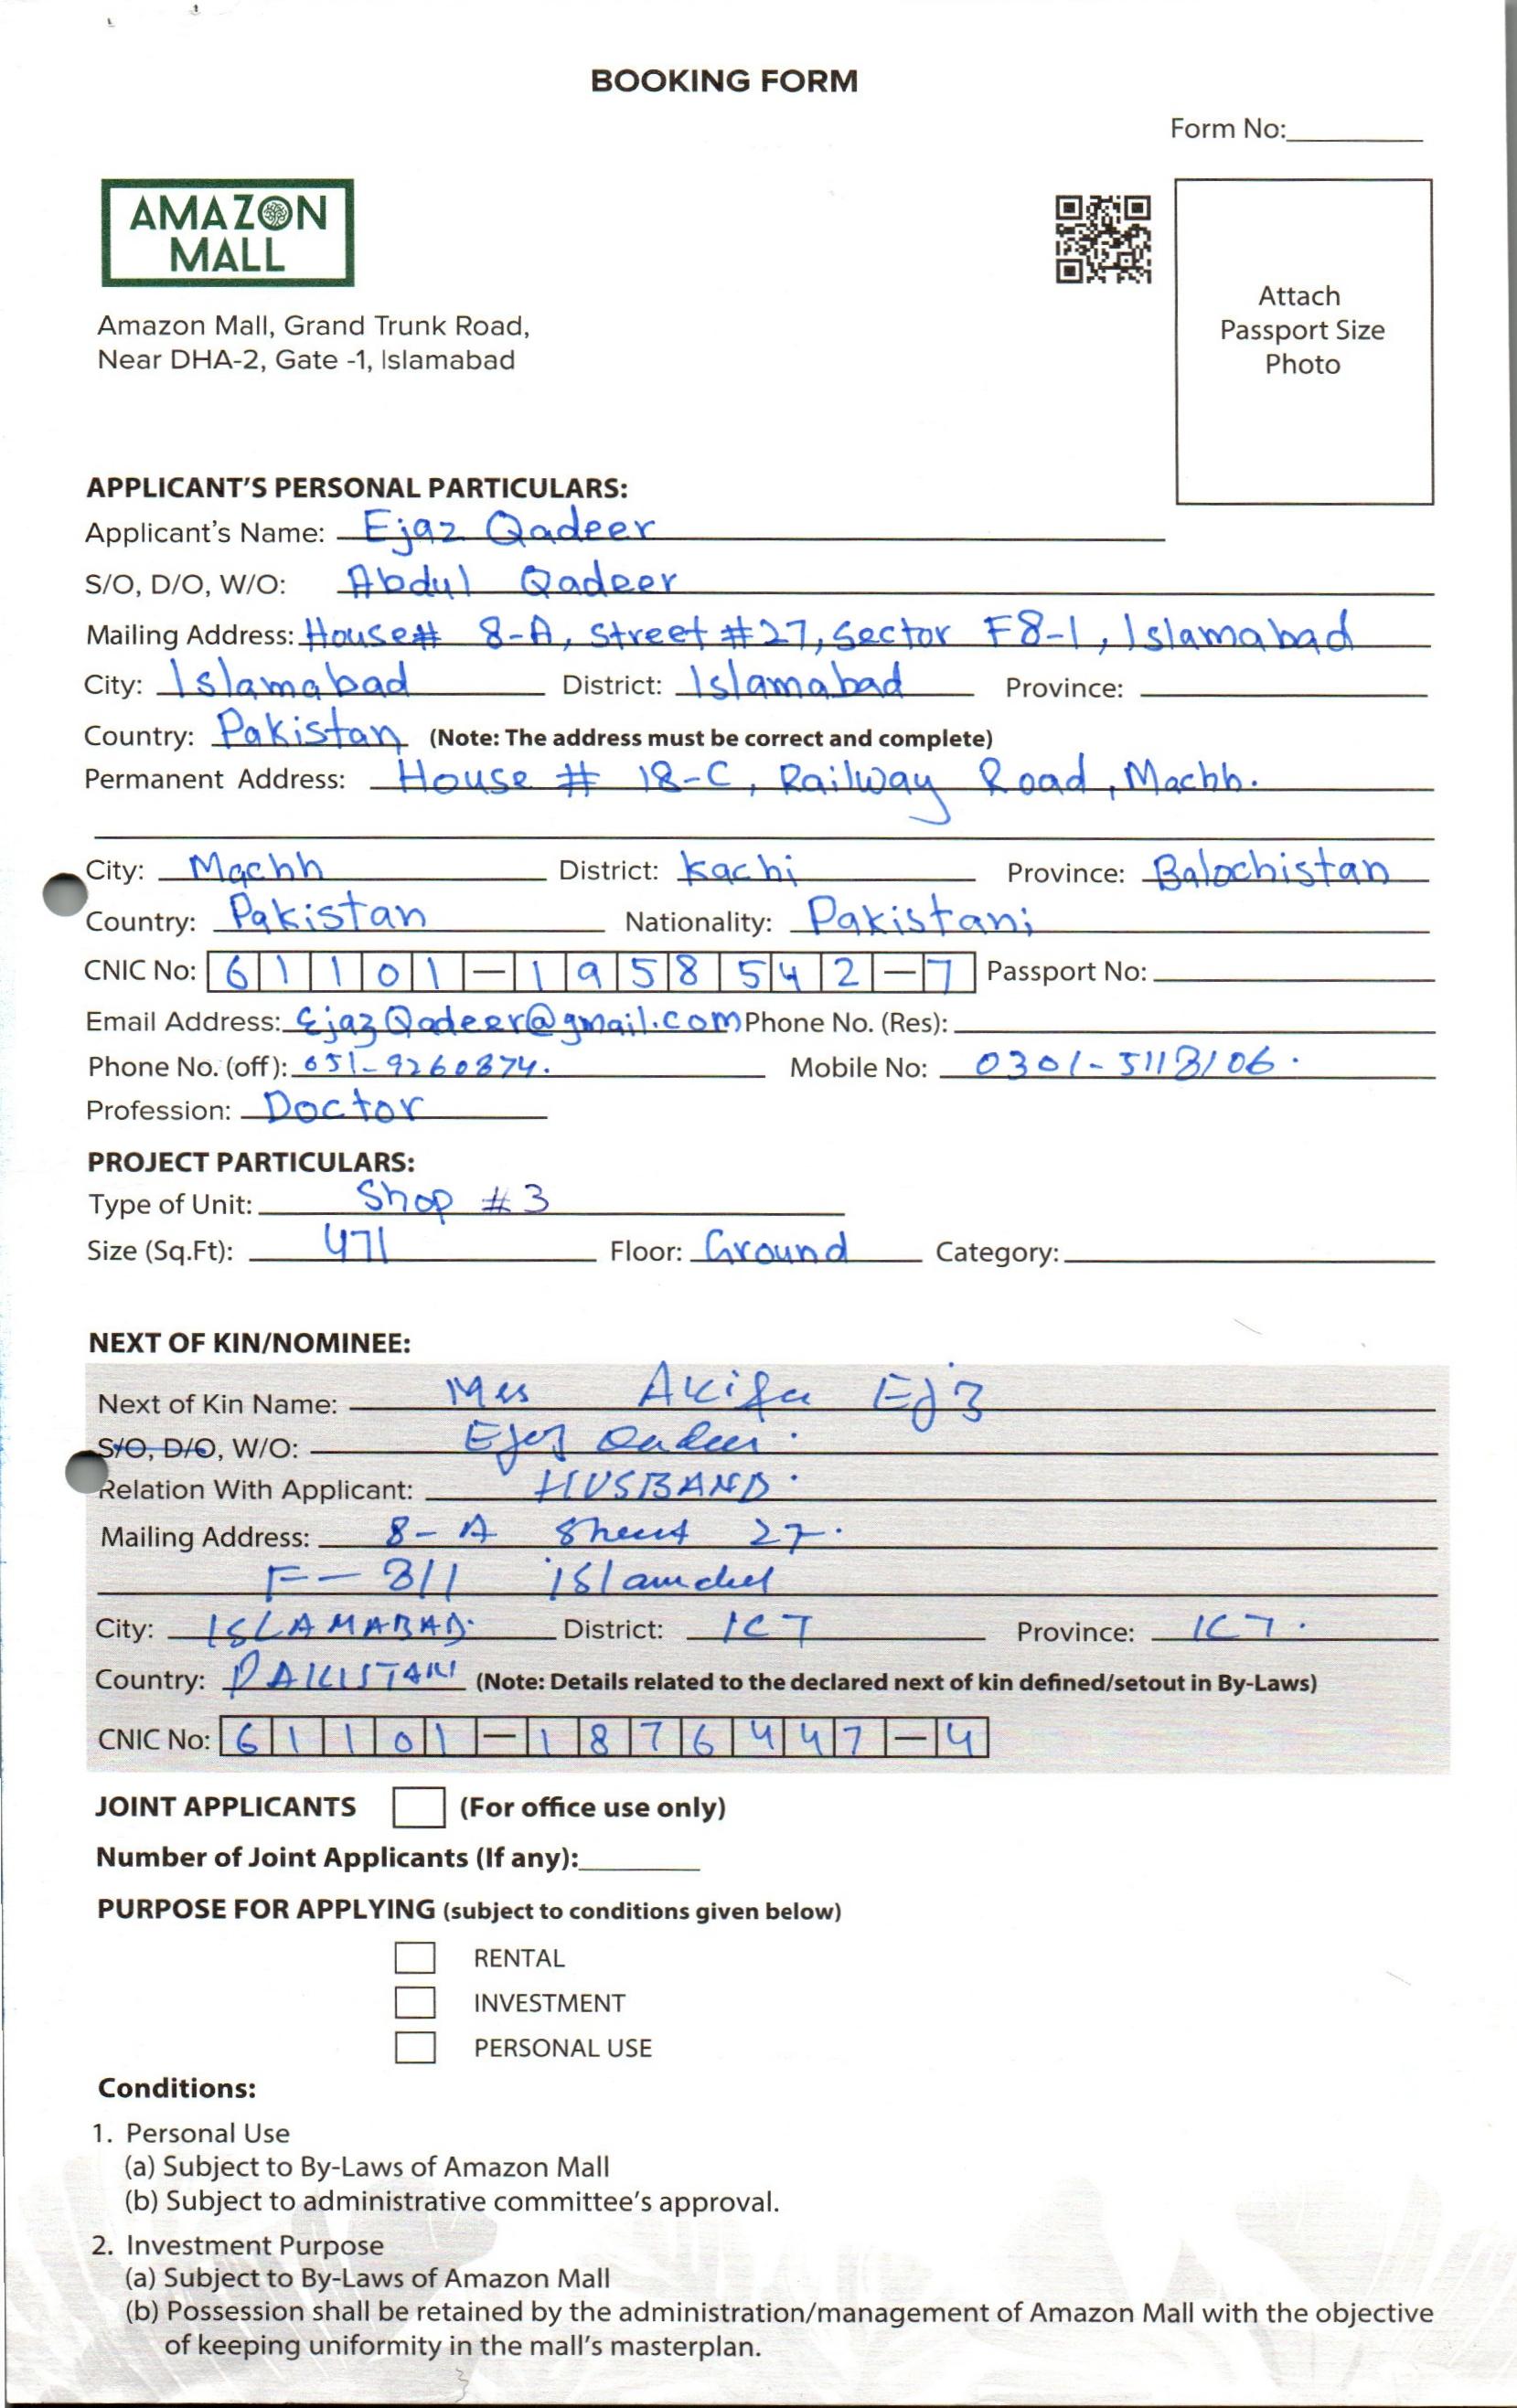 BOOKING FORM
Form No:
AMAZON
MALL
Attach
Passport Size
Photo
Amazon Mall, Grand Trunk Road,
Near DHA-2, Gate -1, Islamabad
APPLICANT'S PERSONAL PARTICULARS:
Applicant's Name: Ejaz Qadeer
S/O, D/O, W/O: Abdul Qadeer
Mailing Address: House# 8-A, Street #27, Sector F8-1, Islamabad
City: Islamabad District: Islamabad Province:
Country: Pakistan (Note: The address must be correct and complete)
Permanent Address: House # 18-C, Railway Road, Machh.
City: Machh District: Kachi Province: Balochistan
Country: Pakistan Nationality: Pakistani
CNIC No: 61101-1958542-7 Passport No:
Email Address: EjazQadeer@gmail.com Phone No. (Res):
Phone No. (off): 051-9260874. Mobile No:
Profession: Doctor
PROJECT PARTICULARS:
Type of Unit: Shop #3
Size (Sq.Ft): 471 Floor: Ground Category:
NEXT OF KIN/NOMINEE:
Next of Kin Name: Mrs Akifa
S/O, D/O, W/O: Ejaz Qadeer.
Relation With Applicant: HUSBAND.
Mailing Address: 8-A Street 27.
F-8/1 islamabad
City: ISLAMABAD. District: ICT Province: ICT.
Country: PAKISTAN (Note: Details related to the declared next of kin defined/setout in By-Laws)
CNIC No: 61101-1876447-4
JOINT APPLICANTS (For office use only)
Number of Joint Applicants (If any):
PURPOSE FOR APPLYING (subject to conditions given below)
RENTAL
INVESTMENT
PERSONAL USE
Conditions:
1. Personal Use
(a) Subject to By-Laws of Amazon Mall
(b) Subject to administrative committee's approval.
2. Investment Purpose
(a) Subject to By-Laws of Amazon Mall
(b) Possession shall be retained by the administration/management of Amazon Mall with the objective
of keeping uniformity in the mall's masterplan.